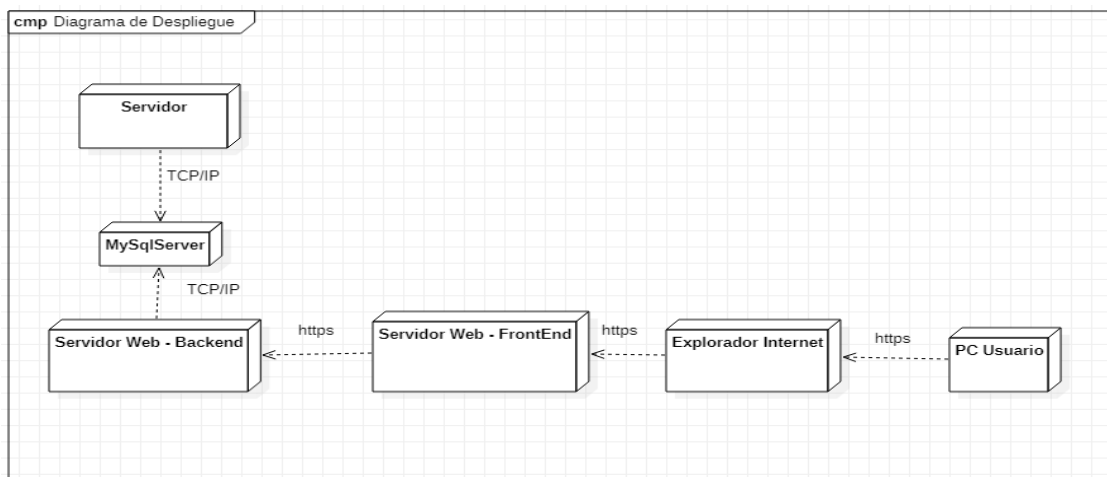 cmp Diagrama de Despliegue
Servidor
TCP/IP
MySqlServer
TCP/IP
Servidor Web - Backend
https
Servidor Web - FrontEnd
https
Explorador Internet
https
PC Usuario